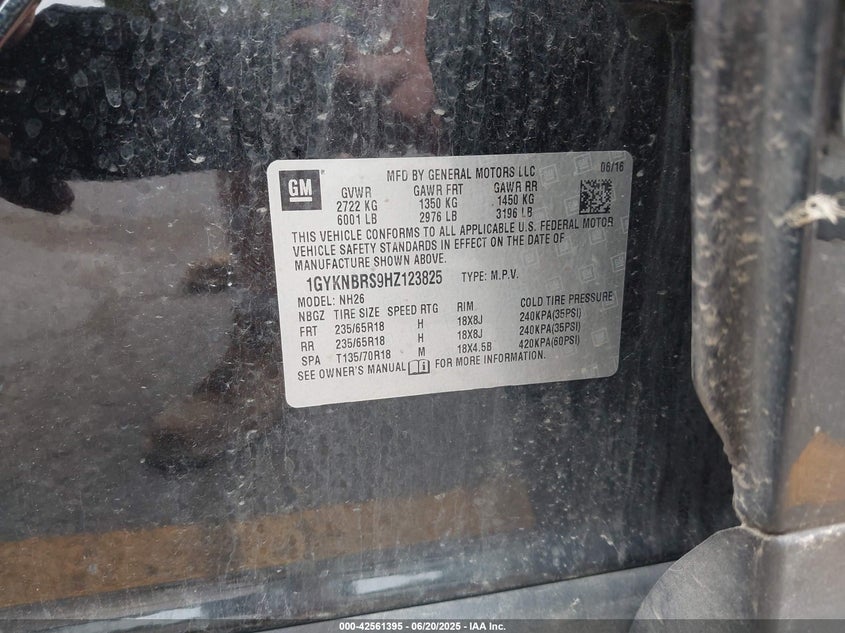 GM
MFD BY GENERAL MOTORS LLC 06/16
GVWR GAWR FRT GAWR RR
2722 KG 1350 KG 1450 KG
6001 LB 2976 LB 3196 LB
THIS VEHICLE CONFORMS TO ALL APPLICABLE U.S. FEDERAL MOTOR
VEHICLE SAFETY STANDARDS IN EFFECT ON THE DATE OF
MANUFACTURE SHOWN ABOVE.
1GYKNBRS9HZ123825 TYPE: M.P.V.
MODEL: NH26
NBGZ TIRE SIZE SPEED RTG RIM COLD TIRE PRESSURE
FRT 235/65R18 H 18X8J 240KPA(35PSI)
RR 235/65R18 H 18X8J 240KPA(35PSI)
SPA T135/70R18 M 18X4.5B 420KPA(60PSI)
SEE OWNER'S MANUAL i FOR MORE INFORMATION.
000-42561395 - 06/20/2025 - IAA Inc.